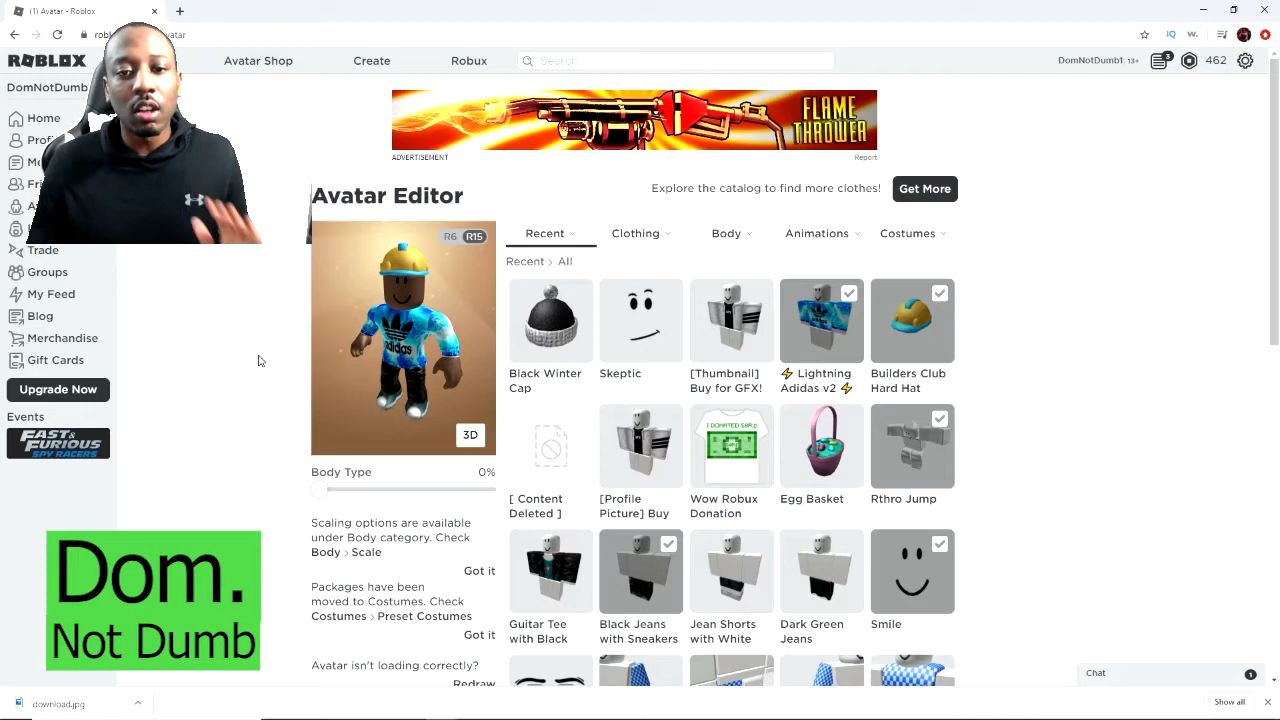 (1) Avatar - Roblox
ROBLOX
Avatar Shop
Create
Robux
Search
DomNotDumb1: 13+
3
462
DomNotDumb
Home
Trade
Groups
My Feed
Blog
Merchandise
Gift Cards
Upgrade Now
Events
FAST &
FURIOUS
SPY RACERS
FLAME
THROWER
ADVERTISEMENT
Report
Avatar Editor
Explore the catalog to find more clothes!
Get More
R6 R15
adidas
3D
Body Type 0%
Scaling options are available
under Body category. Check
Body > Scale
Got it
Packages have been
moved to Costumes. Check
Costumes > Preset Costumes
Got it
Avatar isn't loading correctly?
Redraw
Recent
Clothing
Body
Animations
Costumes
Recent > All
Black Winter
Cap
Skeptic
[Thumbnail]
Buy for GFX!
⚡ Lightning
Adidas v2 ⚡
Builders Club
Hard Hat
[ Content
Deleted ]
[Profile
Picture] Buy
I DONATED
Wow Robux
Donation
Egg Basket
Rthro Jump
Guitar Tee
with Black
Black Jeans
with Sneakers
Jean Shorts
with White
Dark Green
Jeans
Smile
Dom.
Not Dumb
Chat
1
download.jpg
Show all